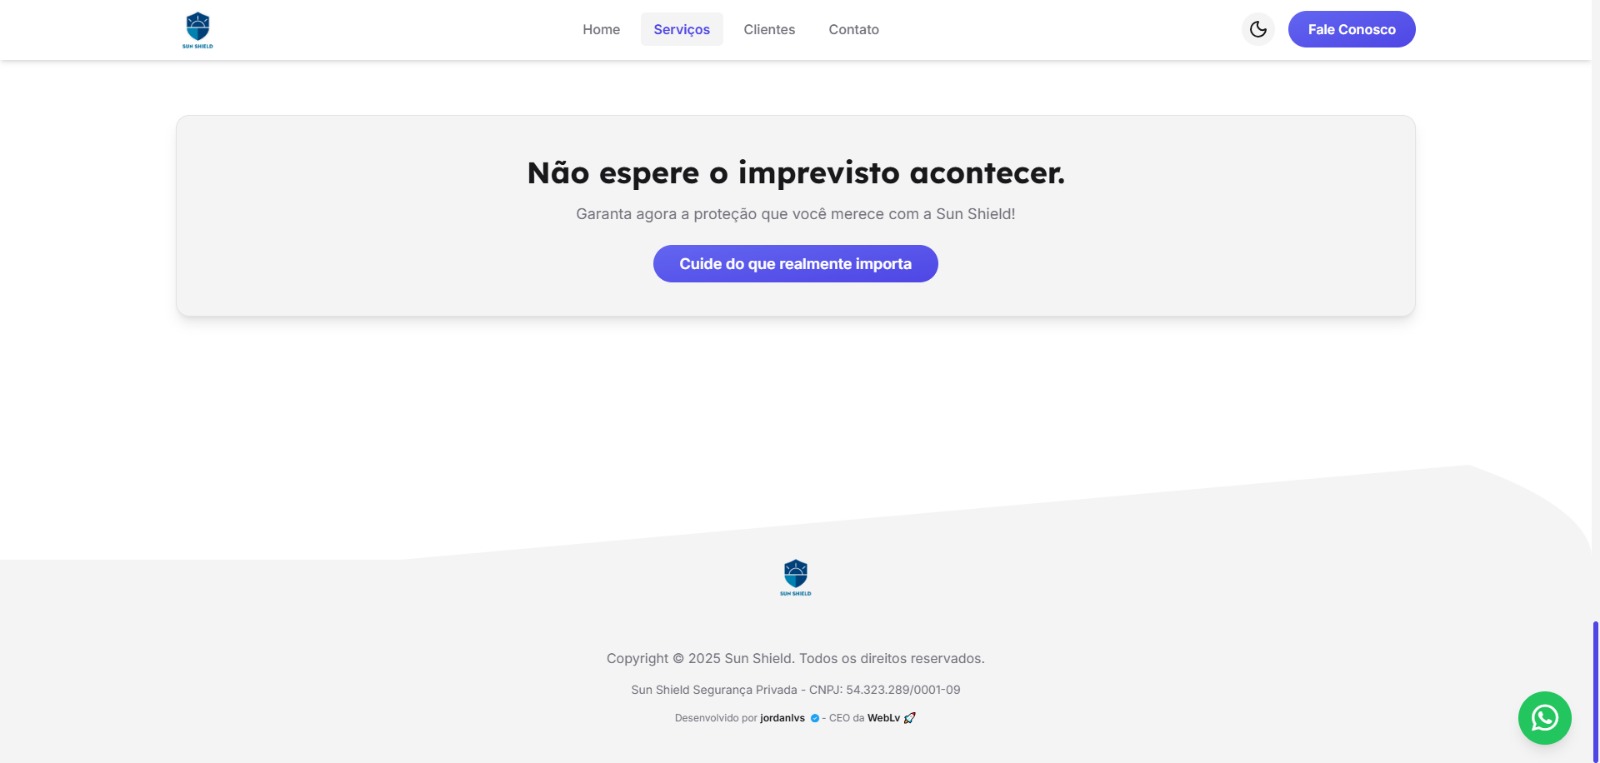 SUN SHIELD
Home Serviços Clientes Contato
Fale Conosco
Não espere o imprevisto acontecer.
Garanta agora a proteção que você merece com a Sun Shield!
Cuide do que realmente importa
SUN SHIELD
Copyright © 2025 Sun Shield. Todos os direitos reservados.
Sun Shield Segurança Privada - CNPJ: 54.323.289/0001-09
Desenvolvido por jordanlvs - CEO da WebLv 🚀